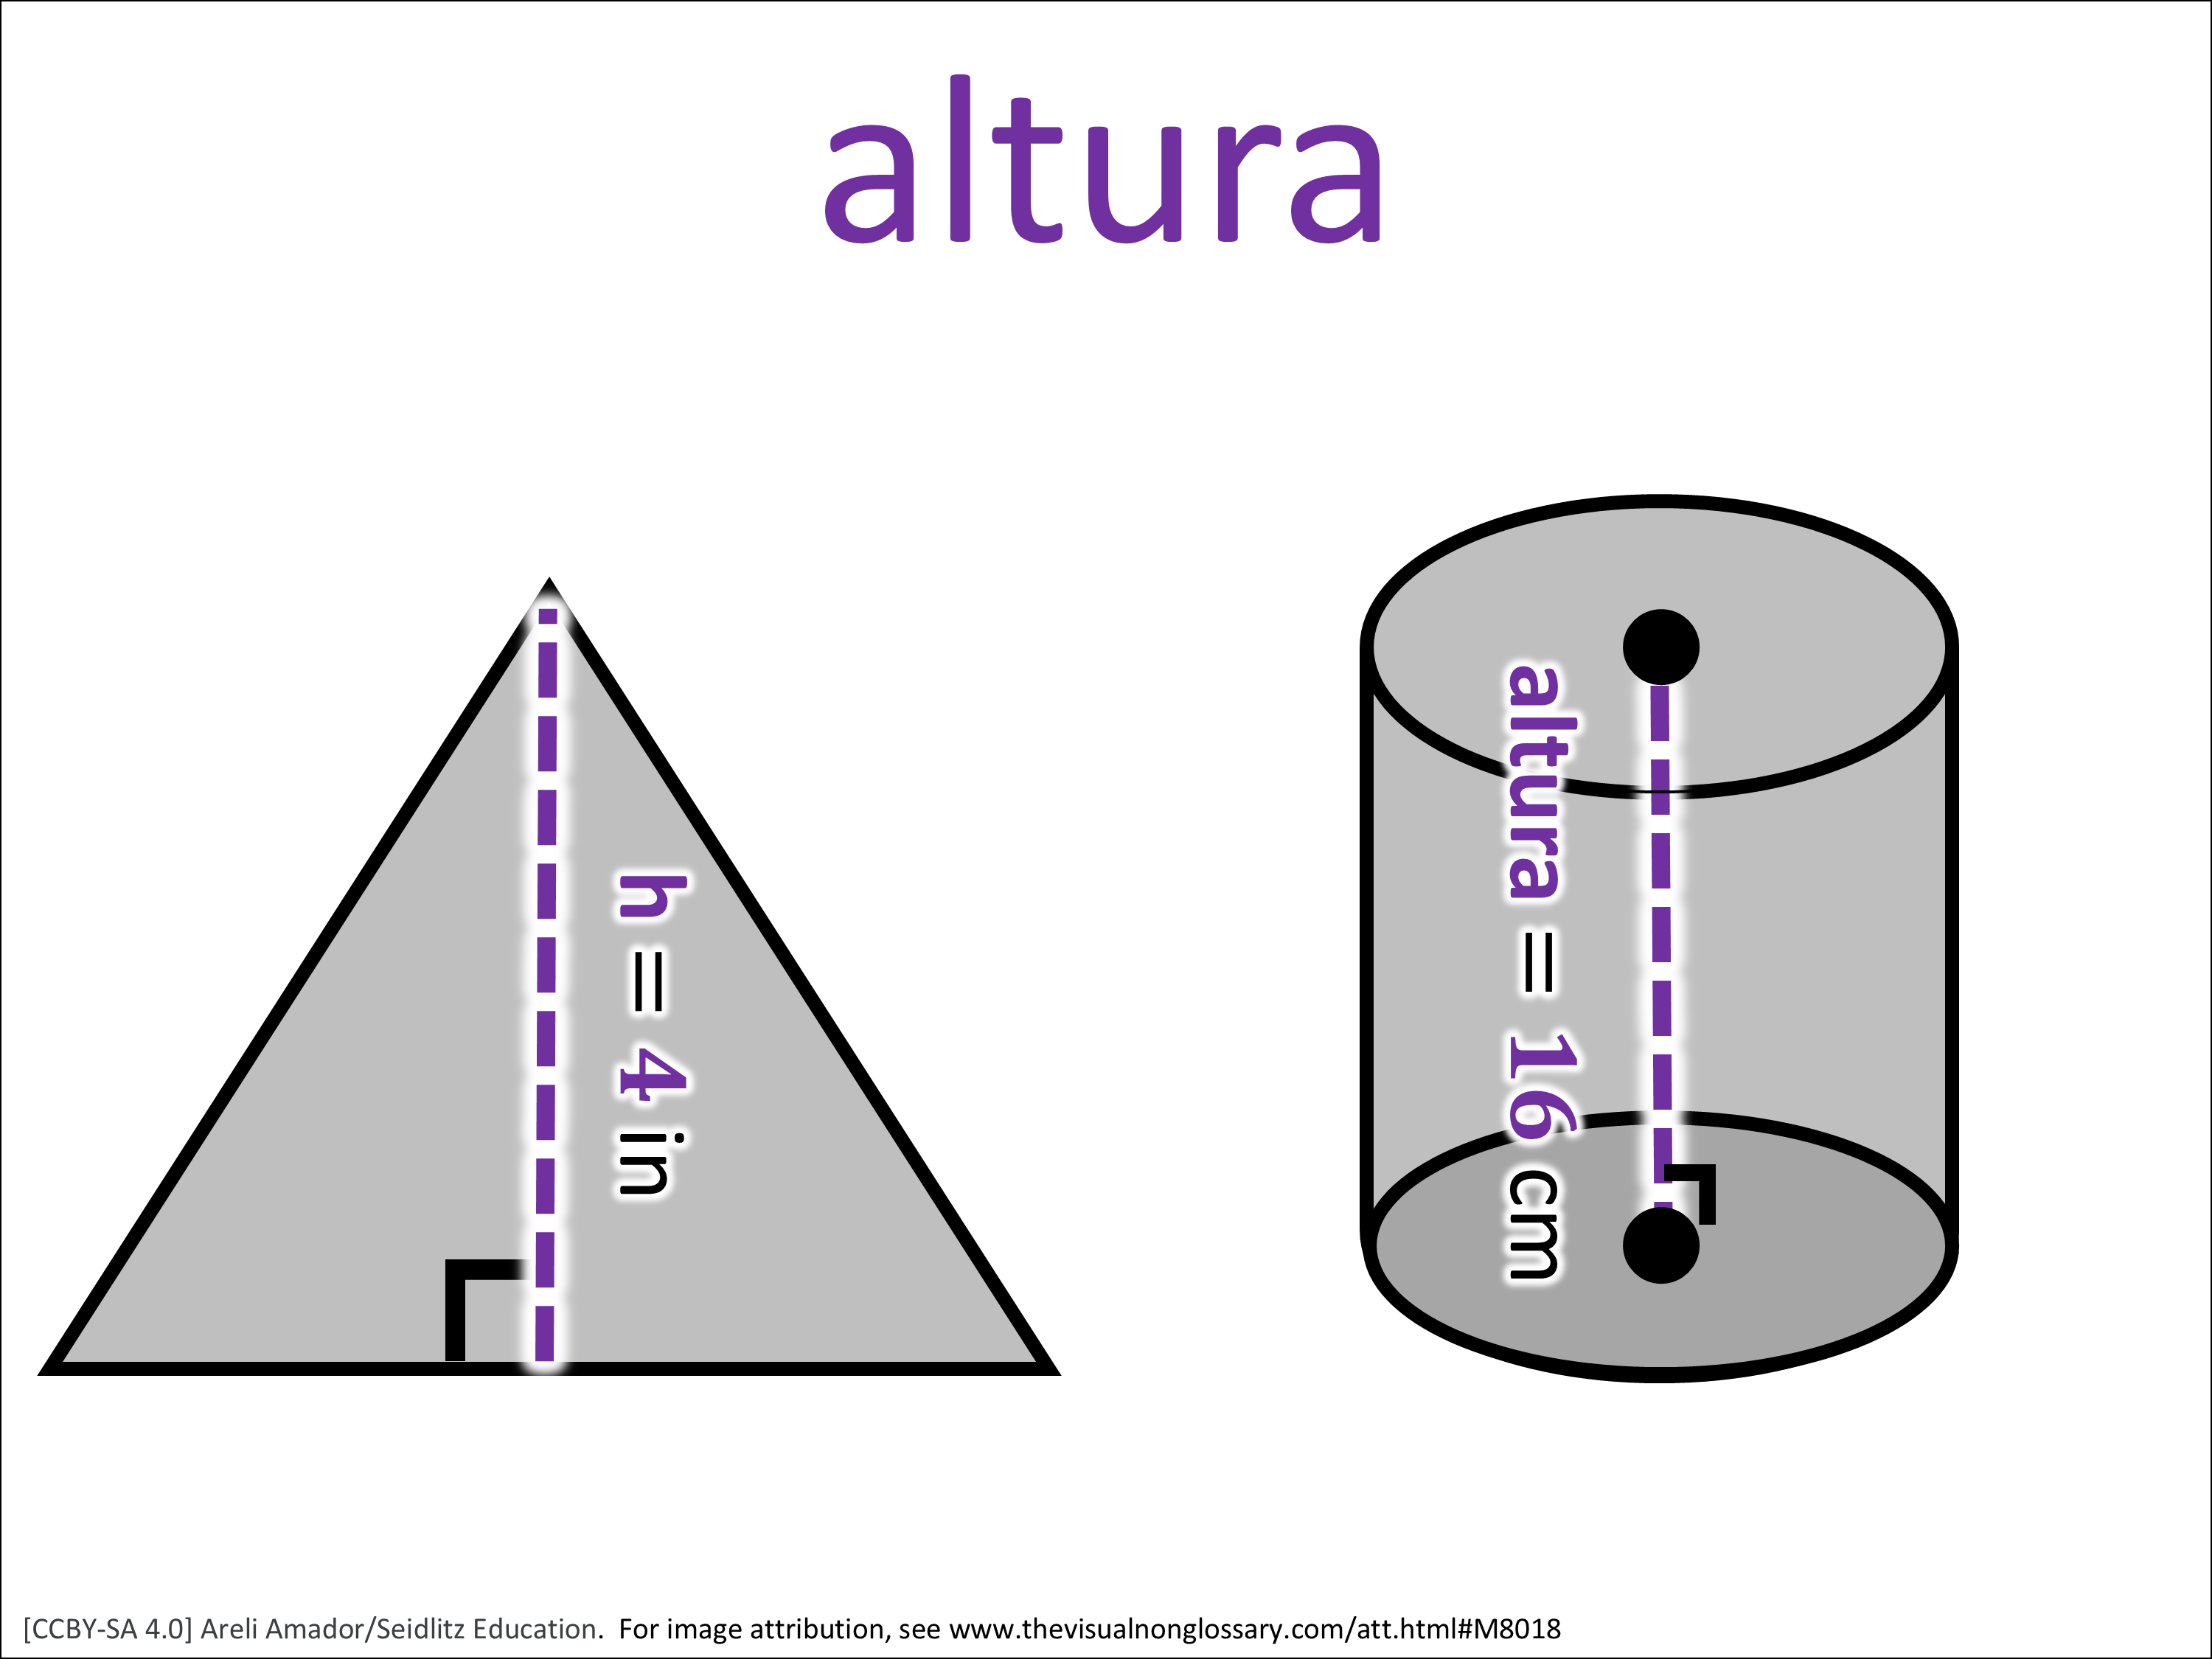 altura
h = 4 in
altura = 16 cm
[CCBY-SA 4.0] Areli Amador/Seidlitz Education.  For image attribution, see www.thevisualnonglossary.com/att.html#M8018